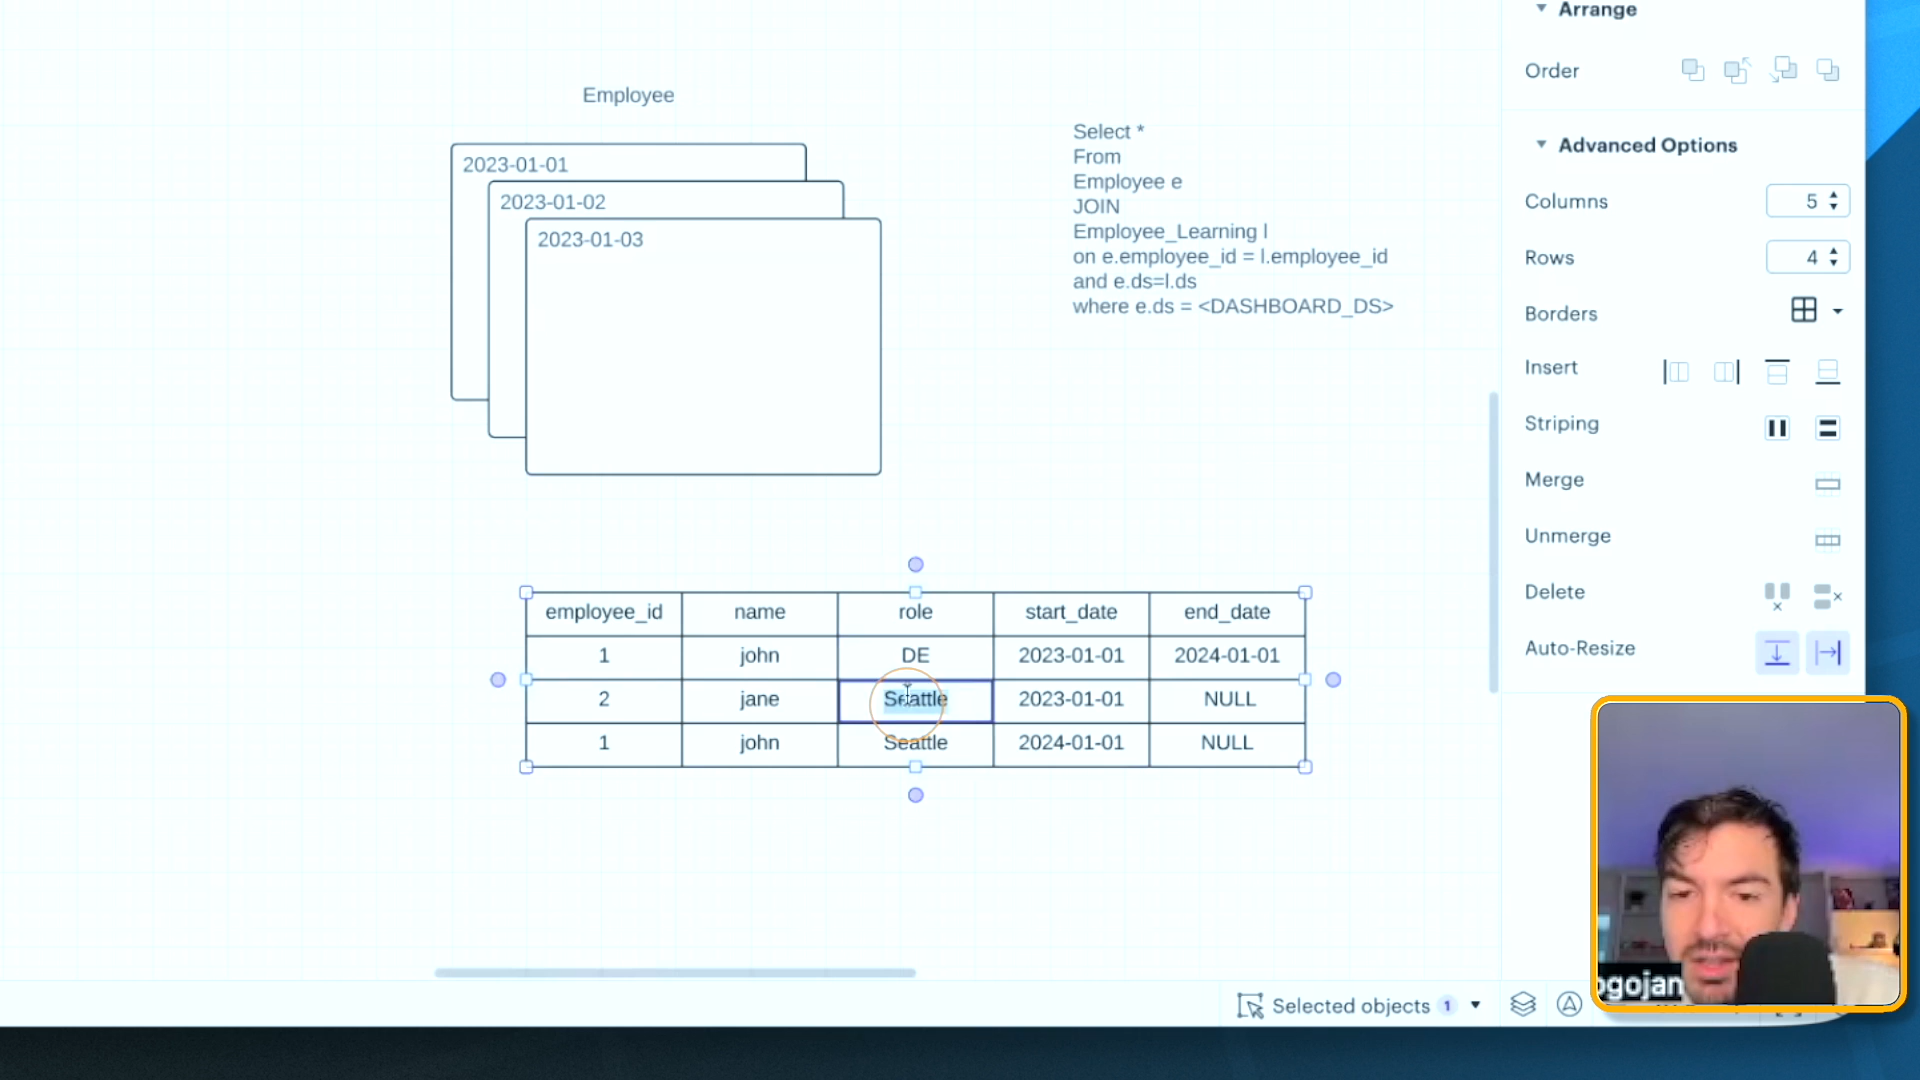 Arrange
Order
Employee
2023-01-01
2023-01-02
2023-01-03
Select *
From
Employee e
JOIN
Employee_Learning l
on e.employee_id = l.employee_id
and e.ds=l.ds
where e.ds = <DASHBOARD_DS>
Advanced Options
Columns 5
Rows 4
Borders
Insert
Striping
Merge
Unmerge
Delete
Auto-Resize
employee_id name role start_date end_date
1 john DE 2023-01-01 2024-01-01
2 jane Seattle 2023-01-01 NULL
1 john Seattle 2024-01-01 NULL
Selected objects 1
ogojan